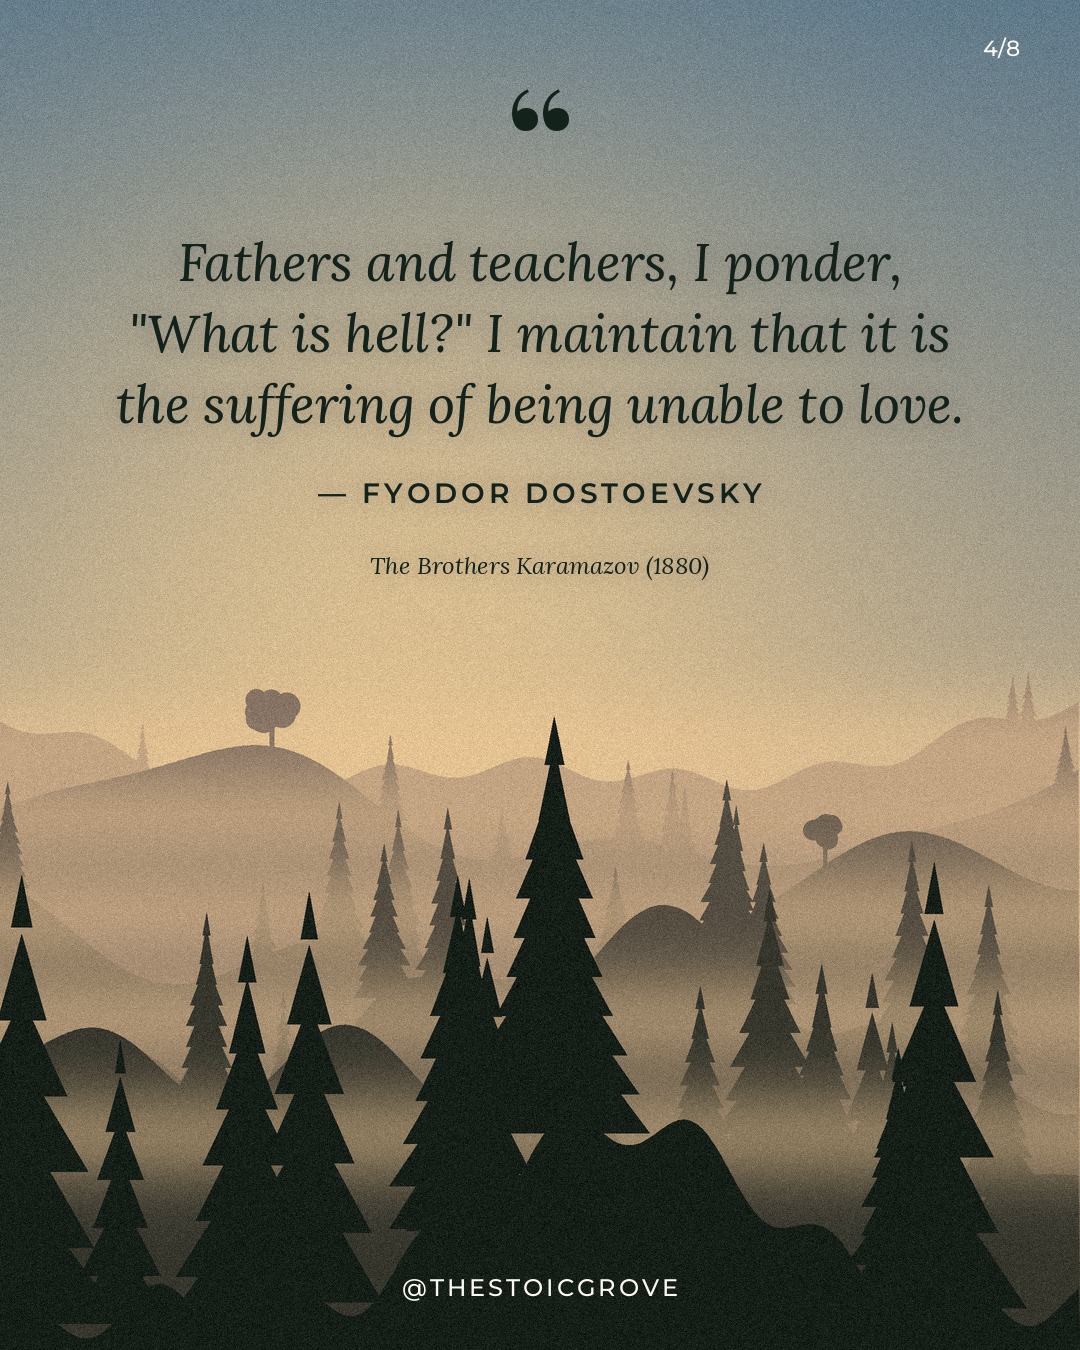 4/8
“
Fathers and teachers, I ponder,
"What is hell?" I maintain that it is
the suffering of being unable to love.
— FYODOR DOSTOEVSKY
The Brothers Karamazov (1880)
@THESTOICGROVE